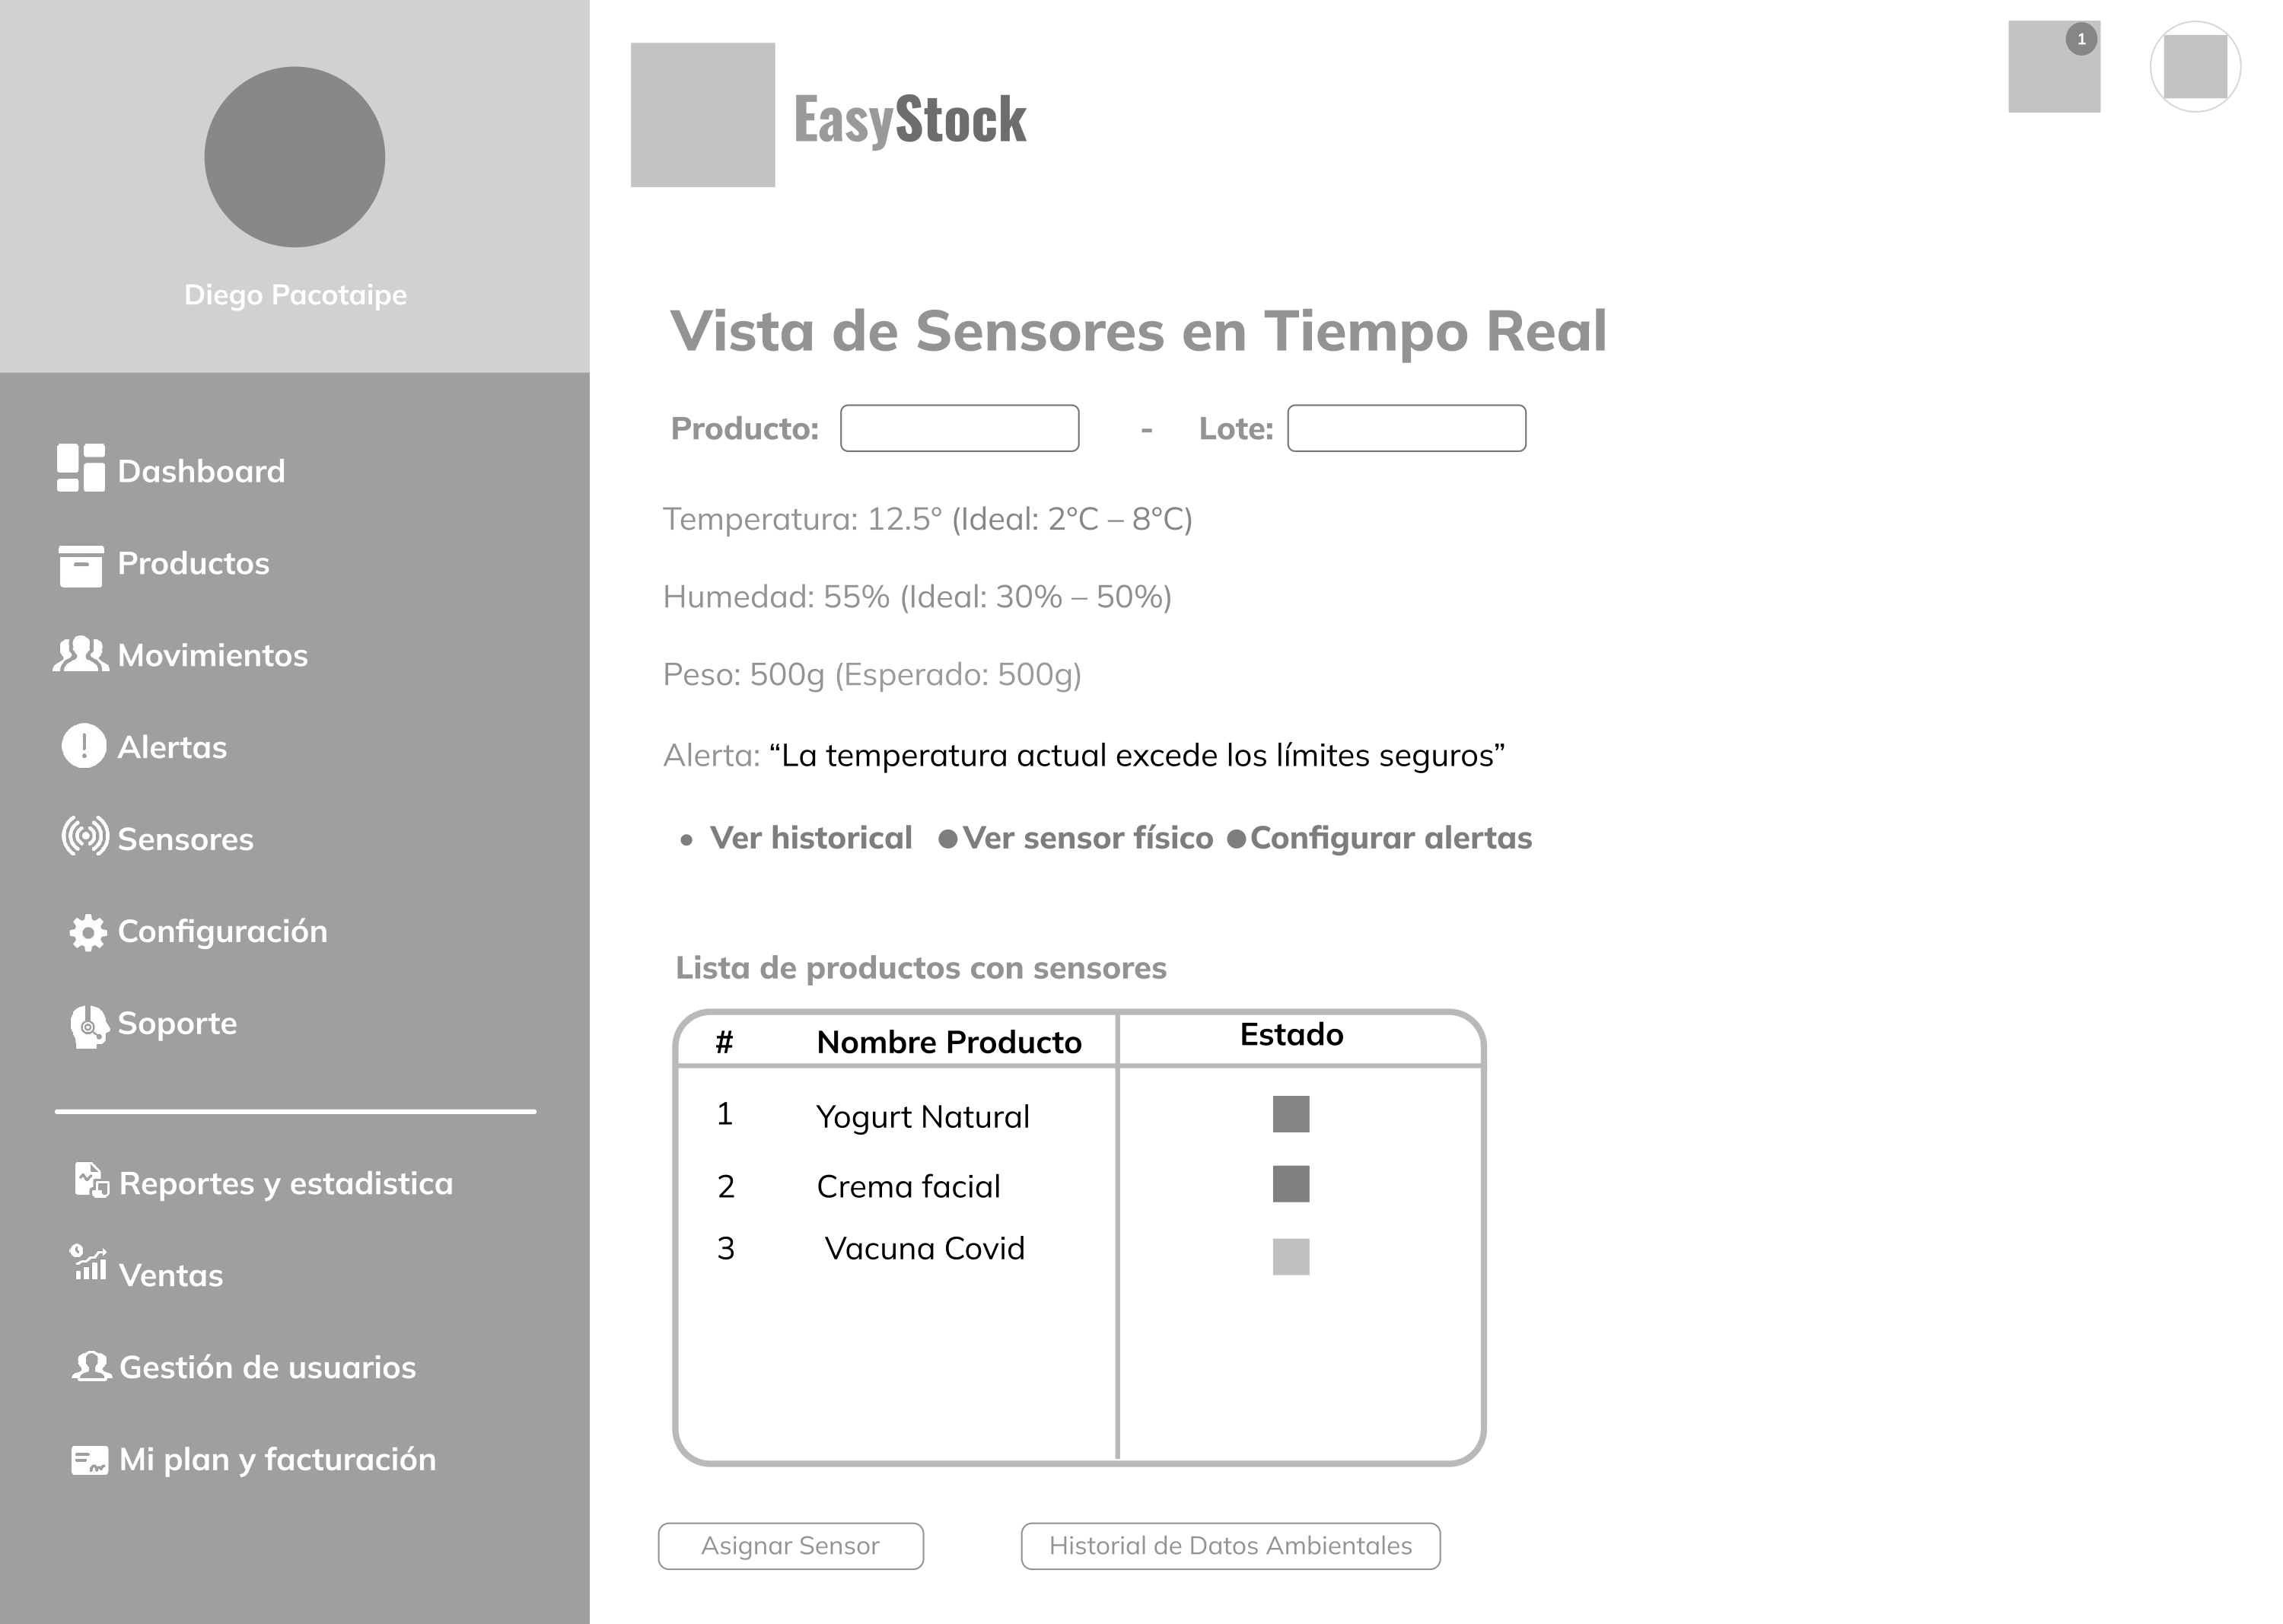 Diego Pacotaipe
Dashboard
Productos
Movimientos
Alertas
Sensores
Configuración
Soporte
Reportes y estadistica
Ventas
Gestión de usuarios
Mi plan y facturación
EasyStock
1
Vista de Sensores en Tiempo Real
Producto: - Lote:
Temperatura: 12.5° (Ideal: 2°C – 8°C)
Humedad: 55% (Ideal: 30% – 50%)
Peso: 500g (Esperado: 500g)
Alerta: “La temperatura actual excede los límites seguros”
• Ver historical ●Ver sensor físico ●Configurar alertas
Lista de productos con sensores
# Nombre Producto Estado
1 Yogurt Natural
2 Crema facial
3 Vacuna Covid
Asignar Sensor Historial de Datos Ambientales